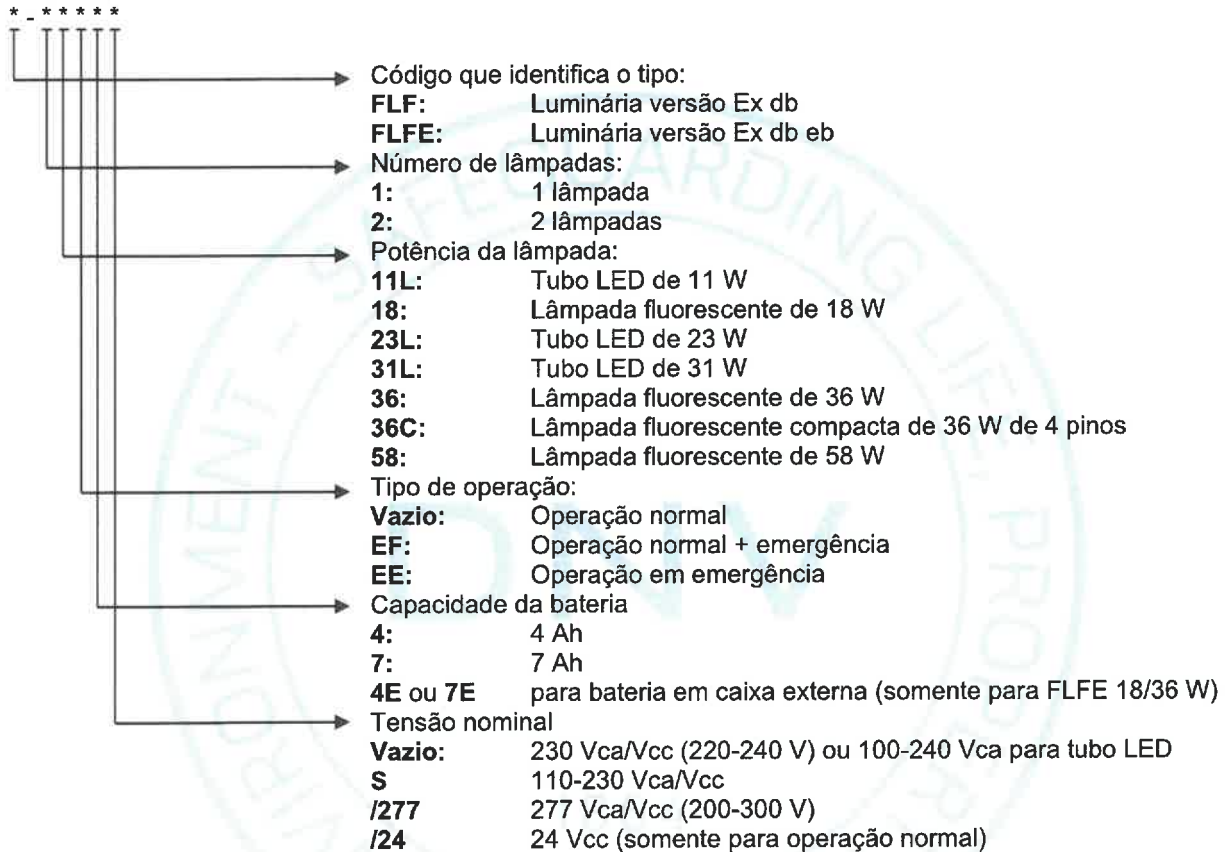 * - * * * * *
Código que identifica o tipo:
FLF: Luminária versão Ex db
FLFE: Luminária versão Ex db eb
Número de lâmpadas:
1: 1 lâmpada
2: 2 lâmpadas
Potência da lâmpada:
11L: Tubo LED de 11 W
18: Lâmpada fluorescente de 18 W
23L: Tubo LED de 23 W
31L: Tubo LED de 31 W
36: Lâmpada fluorescente de 36 W
36C: Lâmpada fluorescente compacta de 36 W de 4 pinos
58: Lâmpada fluorescente de 58 W
Tipo de operação:
Vazio: Operação normal
EF: Operação normal + emergência
EE: Operação em emergência
Capacidade da bateria
4: 4 Ah
7: 7 Ah
4E ou 7E para bateria em caixa externa (somente para FLFE 18/36 W)
Tensão nominal
Vazio: 230 Vca/Vcc (220-240 V) ou 100-240 Vca para tubo LED
S 110-230 Vca/Vcc
/277 277 Vca/Vcc (200-300 V)
/24 24 Vcc (somente para operação normal)
SAFEGUARDING LIFE, PROPER
VIRONMENT -
DNV